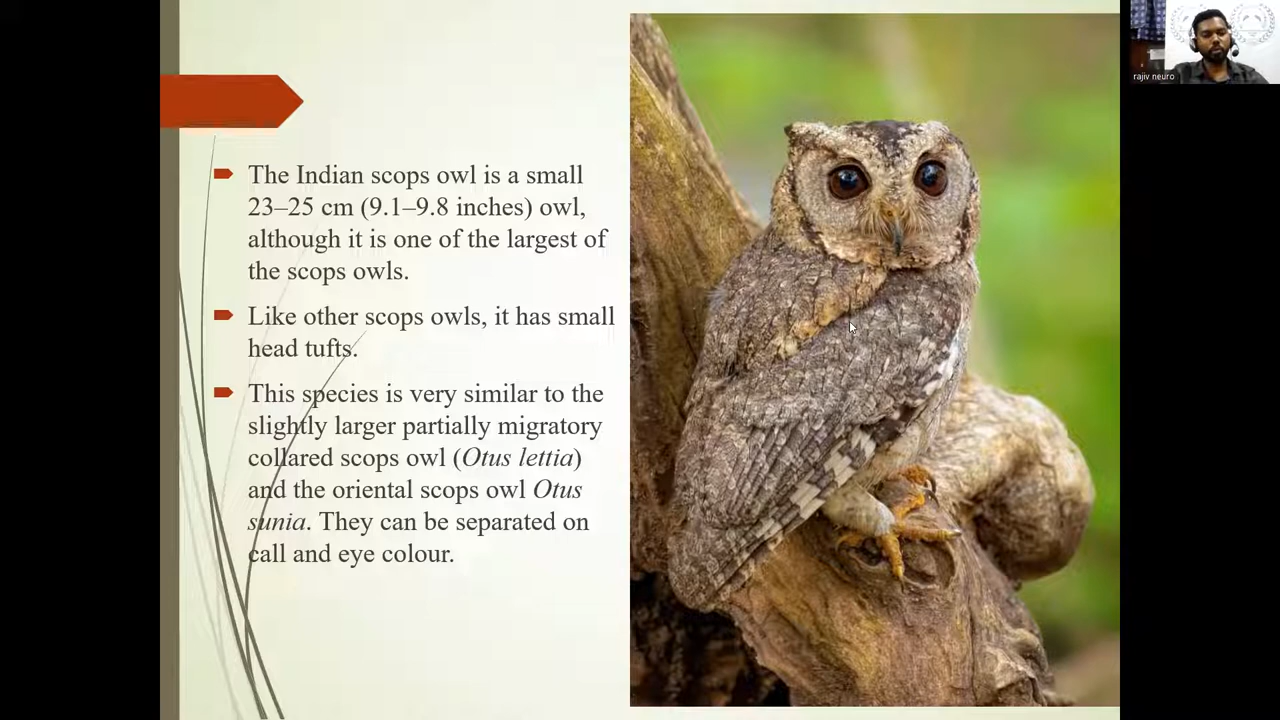 The Indian scops owl is a small
23–25 cm (9.1–9.8 inches) owl,
although it is one of the largest of
the scops owls.
Like other scops owls, it has small
head tufts.
This species is very similar to the
slightly larger partially migratory
collared scops owl (Otus lettia)
and the oriental scops owl Otus
sunia. They can be separated on
call and eye colour.
rajiv neuro